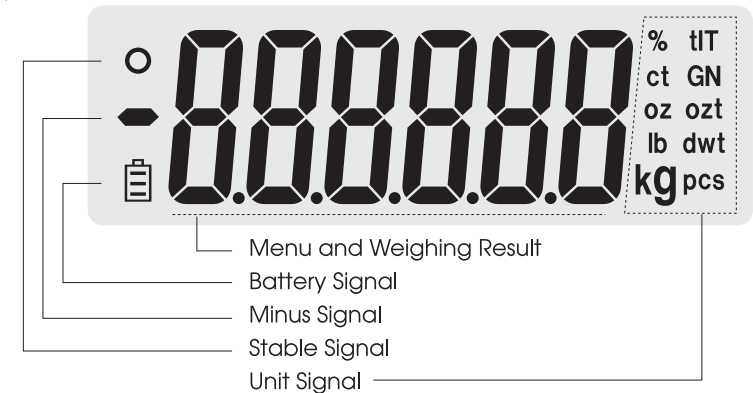 888888
% tlT
ct GN
oz ozt
lb dwt
kg pcs
Menu and Weighing Result
Battery Signal
Minus Signal
Stable Signal
Unit Signal